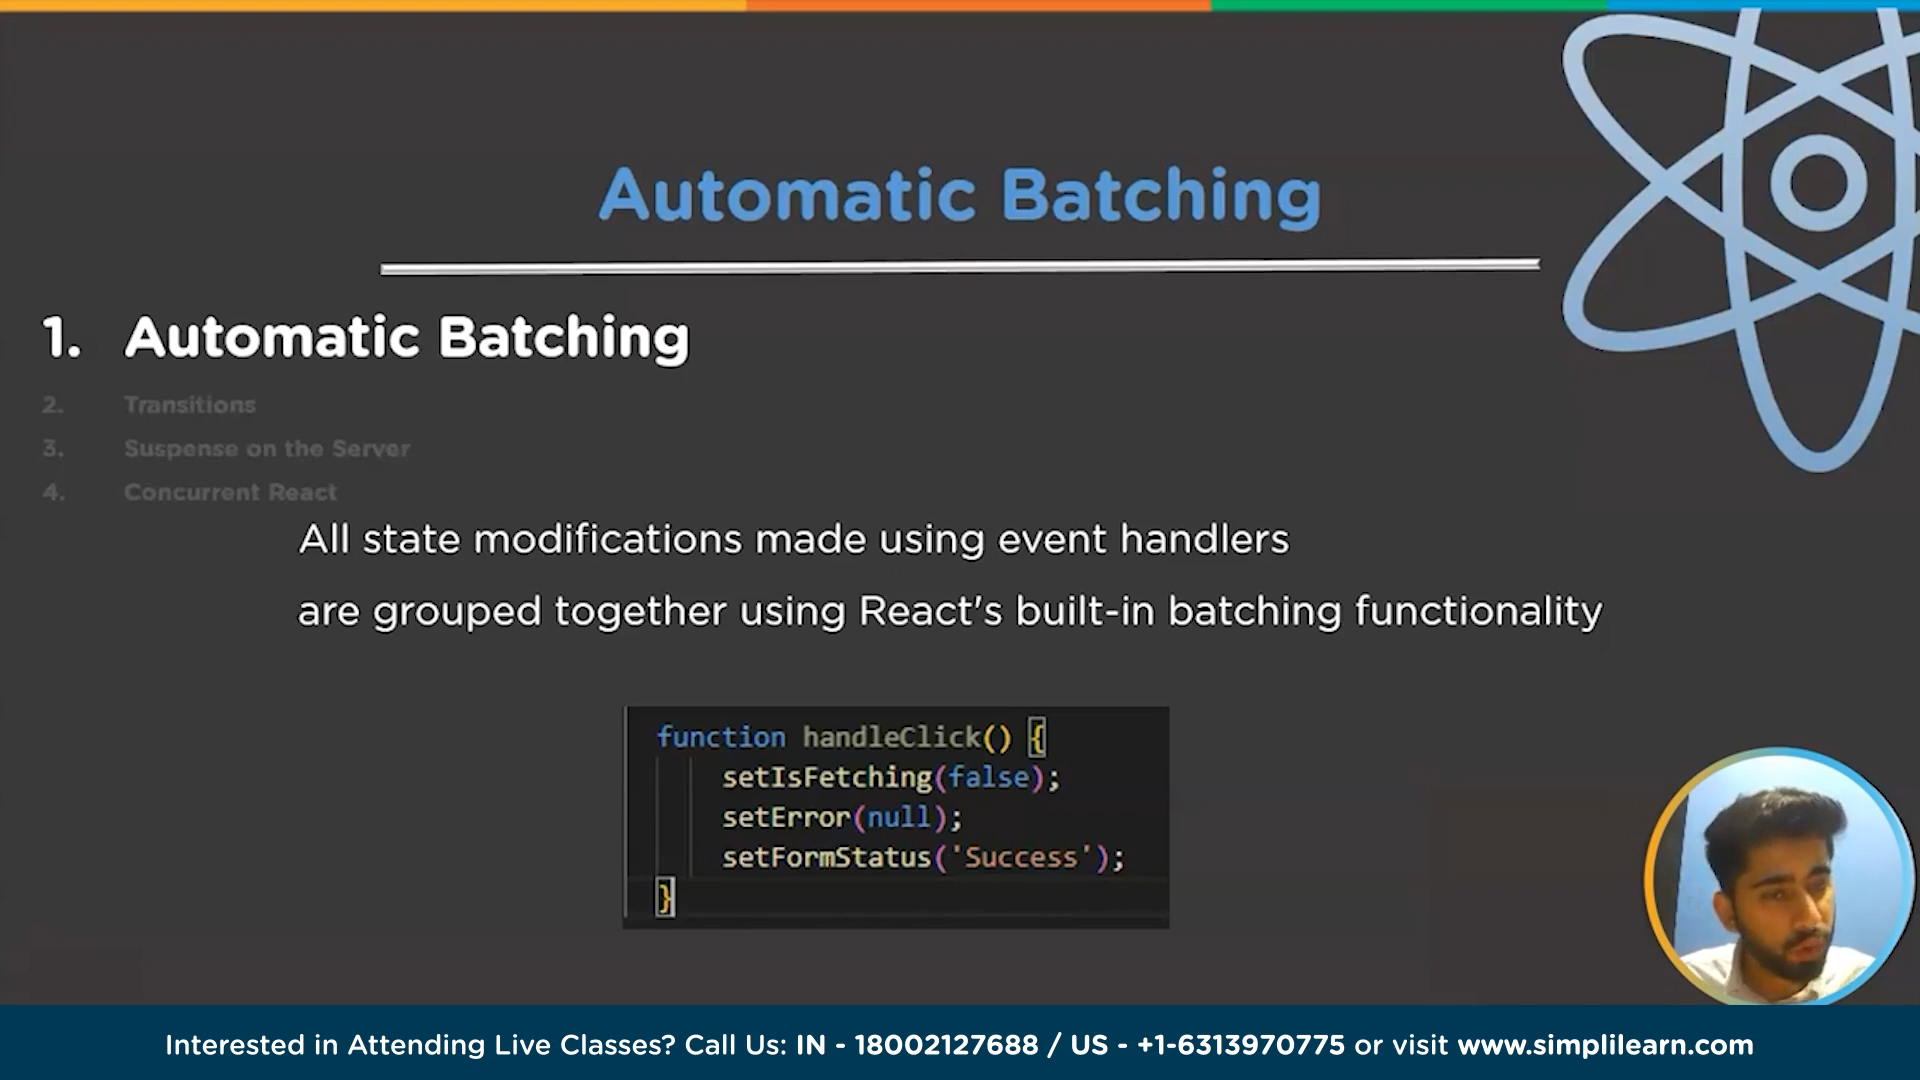 Automatic Batching
1. Automatic Batching
2. Transitions
3. Suspense on the Server
4. Concurrent React
All state modifications made using event handlers
are grouped together using React's built-in batching functionality
function handleClick() {
setIsFetching(false);
setError(null);
setFormStatus('Success');
}
Interested in Attending Live Classes? Call Us: IN - 18002127688 / US - +1-6313970775 or visit www.simplilearn.com